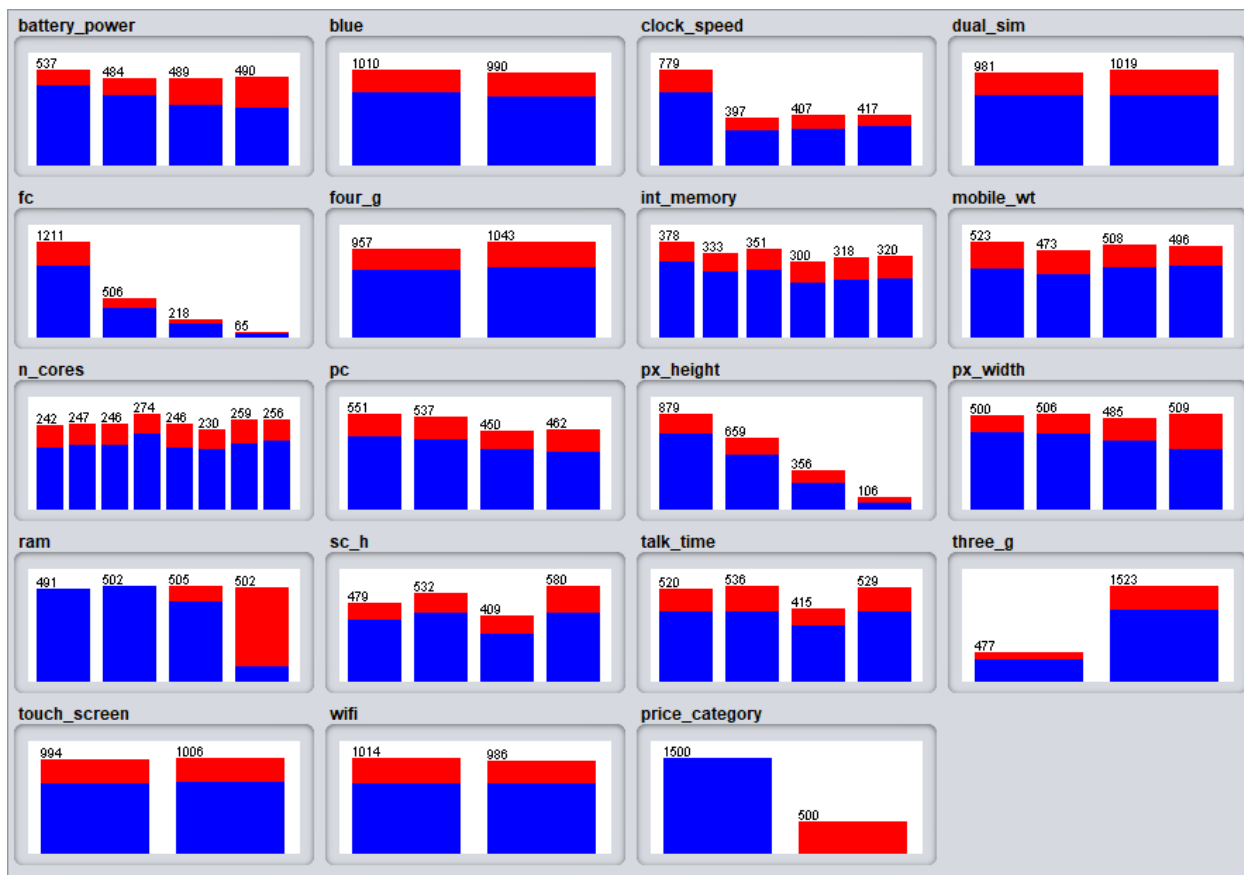 battery_power blue clock_speed dual_sim
537 484 489 490 1010 990 779 397 407 417 981 1019
fc four_g int_memory mobile_wt
1211 506 218 65 957 1043 378 333 351 300 318 320 523 473 508 496
n_cores pc px_height px_width
242 247 246 274 246 230 259 256 551 537 450 462 879 659 356 106 500 506 485 509
ram sc_h talk_time three_g
491 502 505 502 479 532 409 580 520 536 415 529 477 1523
touch_screen wifi price_category
994 1006 1014 986 1500 500